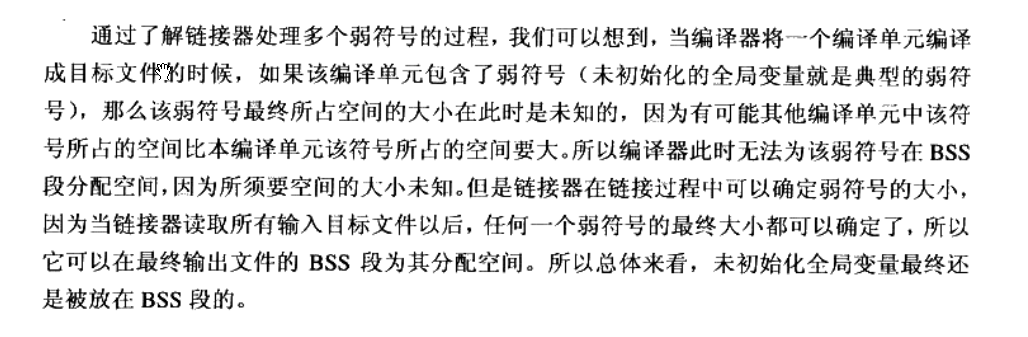 通过了解链接器处理多个弱符号的过程，我们可以想到，当编译器将一个编译单元编译
成目标文件的时候，如果该编译单元包含了弱符号（未初始化的全局变量就是典型的弱符
号），那么该弱符号最终所占空间的大小在此时是未知的，因为有可能其他编译单元中该符
号所占的空间比本编译单元该符号所占的空间要大。所以编译器此时无法为该弱符号在 BSS
段分配空间，因为所须要空间的大小未知。但是链接器在链接过程中可以确定弱符号的大小，
因为当链接器读取所有输入目标文件以后，任何一个弱符号的最终大小都可以确定了，所以
它可以在最终输出文件的 BSS 段为其分配空间。所以总体来看，未初始化全局变量最终还
是被放在 BSS 段的。